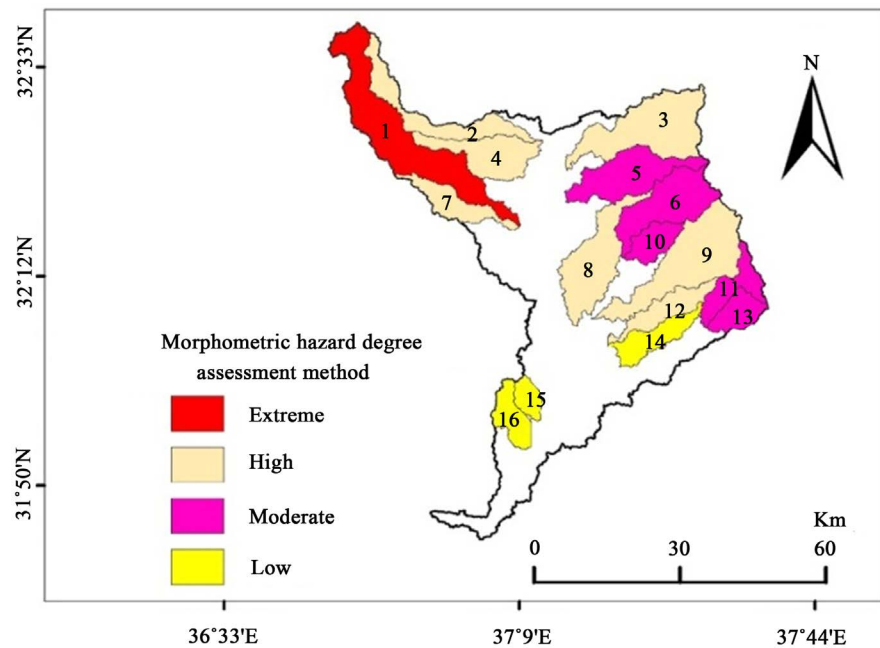 N
32°33'N
32°12'N
31°50'N
1
2
3
4
5
6
7
8
9
10
11
12
13
14
15
16
Morphometric hazard degree
assessment method
Extreme
High
Moderate
Low
Km
0 30 60
36°33'E 37°9'E 37°44'E